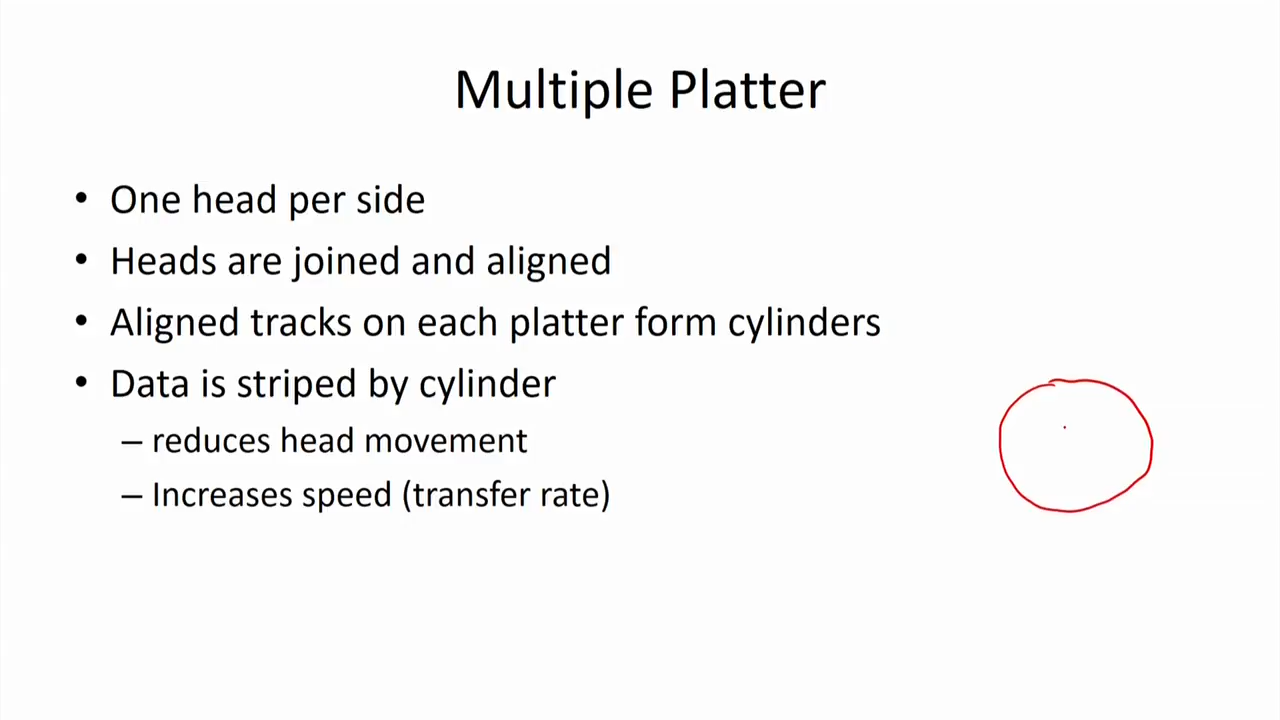 Multiple Platter
• One head per side
• Heads are joined and aligned
• Aligned tracks on each platter form cylinders
• Data is striped by cylinder
– reduces head movement
– Increases speed (transfer rate)